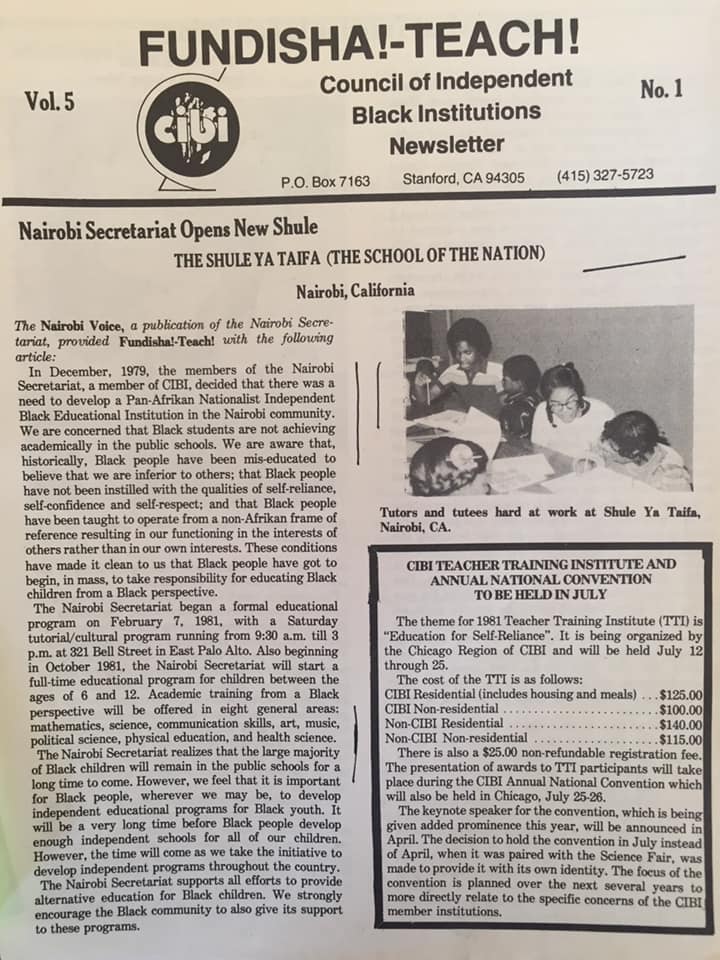 FUNDISHA!-TEACH!
Vol. 5
cibi
Council of Independent
Black Institutions
Newsletter
No. 1
P.O. Box 7163 Stanford, CA 94305 (415) 327-5723
Nairobi Secretariat Opens New Shule
THE SHULE YA TAIFA (THE SCHOOL OF THE NATION)
Nairobi, California
The Nairobi Voice, a publication of the Nairobi Secre-
tariat, provided Fundisha!-Teach! with the following
article:
In December, 1979, the members of the Nairobi
Secretariat, a member of CIBI, decided that there was a
need to develop a Pan-Afrikan Nationalist Independent
Black Educational Institution in the Nairobi community.
We are concerned that Black students are not achieving
academically in the public schools. We are aware that,
historically, Black people have been mis-educated to
believe that we are inferior to others; that Black people
have not been instilled with the qualities of self-reliance,
self-confidence and self-respect; and that Black people
have been taught to operate from a non-Afrikan frame of
reference resulting in our functioning in the interests of
others rather than in our own interests. These conditions
have made it clean to us that Black people have got to
begin, in mass, to take responsibility for educating Black
children from a Black perspective.
The Nairobi Secretariat began a formal educational
program on February 7, 1981, with a Saturday
tutorial/cultural program running from 9:30 a.m. till 3
p.m. at 321 Bell Street in East Palo Alto. Also beginning
in October 1981, the Nairobi Secretariat will start a
full-time educational program for children between the
ages of 6 and 12. Academic training from a Black
perspective will be offered in eight general areas:
mathematics, science, communication skills, art, music,
political science, physical education, and health science.
The Nairobi Secretariat realizes that the large majority
of Black children will remain in the public schools for a
long time to come. However, we feel that it is important
for Black people, wherever we may be, to develop
independent educational programs for Black youth. It
will be a very long time before Black people develop
enough independent schools for all of our children.
However, the time will come as we take the initiative to
develop independent programs throughout the country.
The Nairobi Secretariat supports all efforts to provide
alternative education for Black children. We strongly
encourage the Black community to also give its support
to these programs.
Tutors and tutees hard at work at Shule Ya Taifa,
Nairobi, CA.
CIBI TEACHER TRAINING INSTITUTE AND
ANNUAL NATIONAL CONVENTION
TO BE HELD IN JULY
The theme for 1981 Teacher Training Institute (TTI) is
"Education for Self-Reliance". It is being organized by
the Chicago Region of CIBI and will be held July 12
through 25.
The cost of the TTI is as follows:
CIBI Residential (includes housing and meals) ...$125.00
CIBI Non-residential ..........................$100.00
Non-CIBI Residential ..........................$140.00
Non-CIBI Non-residential ......................$115.00
There is also a $25.00 non-refundable registration fee.
The presentation of awards to TTI participants will take
place during the CIBI Annual National Convention which
will also be held in Chicago, July 25-26.
The keynote speaker for the convention, which is being
given added prominence this year, will be announced in
April. The decision to hold the convention in July instead
of April, when it was paired with the Science Fair, was
made to provide it with its own identity. The focus of the
convention is planned over the next several years to
more directly relate to the specific concerns of the CIBI
member institutions.